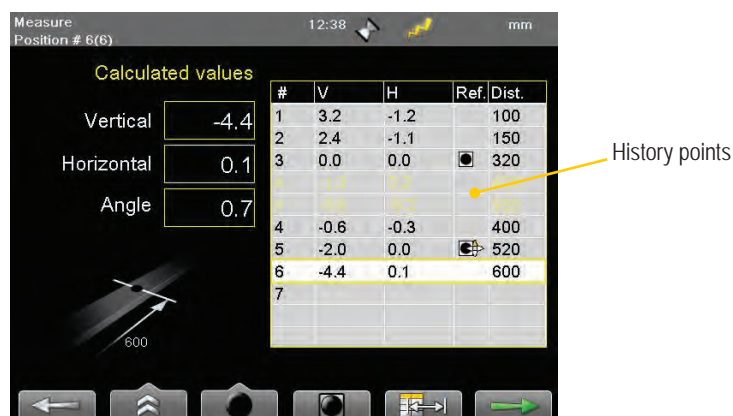 Measure 12:38 mm
Position # 6(6)
Calculated values
Vertical -4.4
Horizontal 0.1
Angle 0.7
# V H Ref. Dist.
1 3.2 -1.2 100
2 2.4 -1.1 150
3 0.0 0.0 320
4 -0.6 -0.3 400
5 -2.0 0.0 520
6 -4.4 0.1 600
7
600
History points